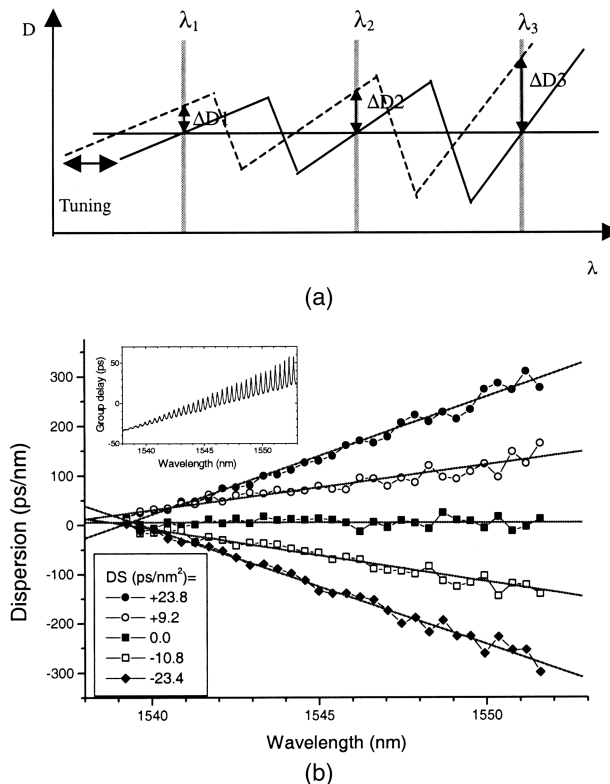 D
λ1 λ2 λ3
ΔD1 ΔD2 ΔD3
Tuning
λ
(a)
Group delay (ps)
50
0
-50
1540 1545 1550
Wavelength (nm)
Dispersion (ps/nm)
300
200
100
0
-100
-200
-300
DS (ps/nm²)=
+23.8
+9.2
0.0
-10.8
-23.4
1540 1545 1550
Wavelength (nm)
(b)